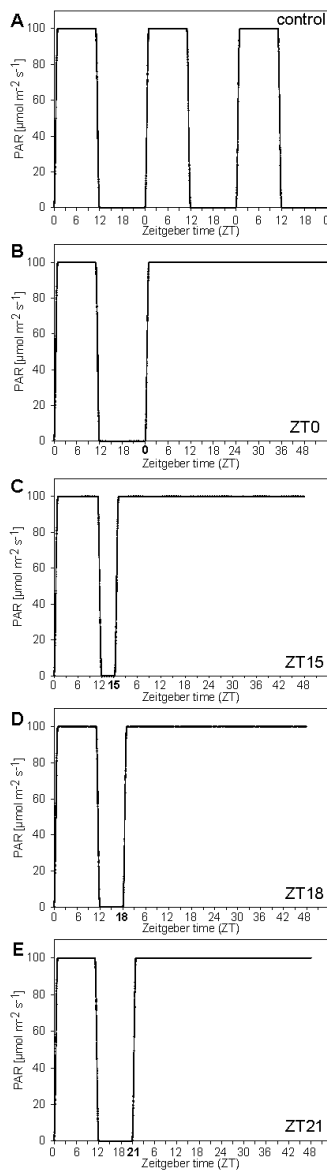 A
control
100
80
60
40
20
0
PAR [µmol m-2 s-1]
0 6 12 18 0 6 12 18 0 6 12 18 0
Zeitgeber time (ZT)
B
100
80
60
40
20
0
PAR [µmol m-2 s-1]
ZT0
0 6 12 18 0 6 12 18 24 30 36 42 48
Zeitgeber time (ZT)
C
100
80
60
40
20
0
PAR [µmol m-2 s-1]
ZT15
0 6 12 15 6 12 18 24 30 36 42 48
Zeitgeber time (ZT)
D
100
80
60
40
20
0
PAR [µmol m-2 s-1]
ZT18
0 6 12 18 6 12 18 24 30 36 42 48
Zeitgeber time (ZT)
E
100
80
60
40
20
0
PAR [µmol m-2 s-1]
ZT21
0 6 12 21 6 12 18 24 30 36 42 48
Zeitgeber time (ZT)